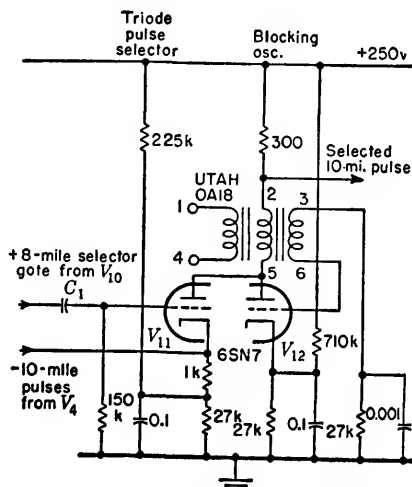 Triode
pulse
selector
Blocking
osc.
+250v
225k
300
Selected
10-mi. pulse
UTAH
OA18
1
2
3
4
5
6
+8-mile selector
gate from V10
C1
V11
6SN7
V12
710k
-10-mile
pulses
from V4
1k
150
k
0.1
27k
27k
0.1
27k
0.001